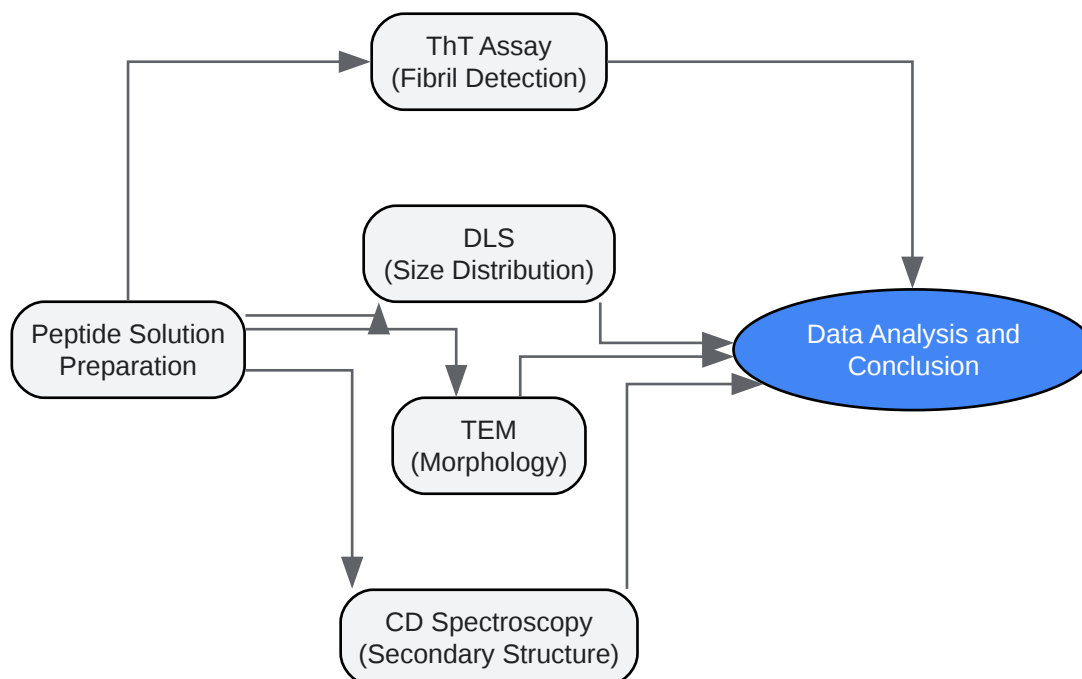 ThT Assay
(Fibril Detection)
DLS
(Size Distribution)
Peptide Solution
Preparation
Data Analysis and
Conclusion
TEM
(Morphology)
CD Spectroscopy
(Secondary Structure)